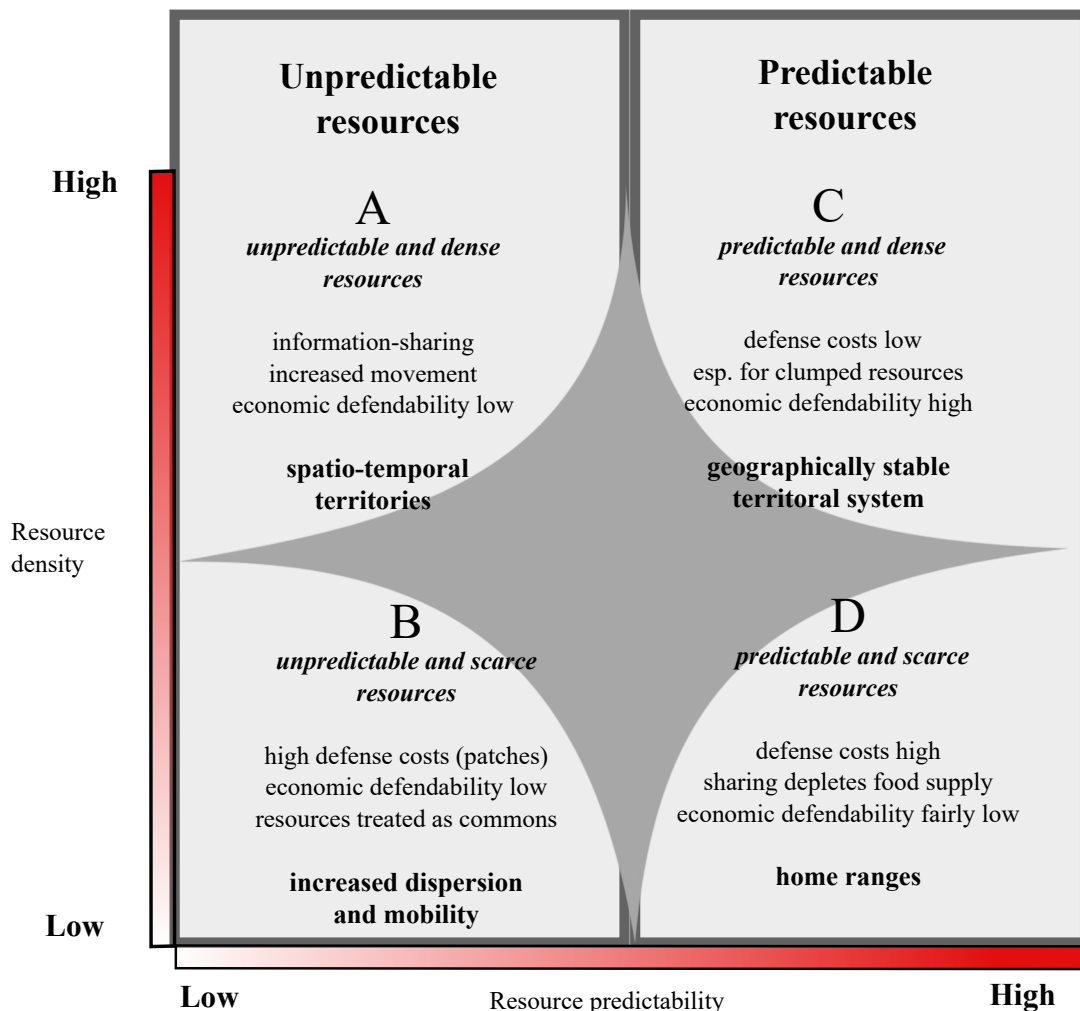 Unpredictable
resources
Predictable
resources
High
A
unpredictable and dense
resources
information-sharing
increased movement
economic defendability low
spatio-temporal
territories
C
predictable and dense
resources
defense costs low
esp. for clumped resources
economic defendability high
geographically stable
territoral system
Resource
density
B
unpredictable and scarce
resources
high defense costs (patches)
economic defendability low
resources treated as commons
increased dispersion
and mobility
D
predictable and scarce
resources
defense costs high
sharing depletes food supply
economic defendability fairly low
home ranges
Low
Low
Resource predictability
High